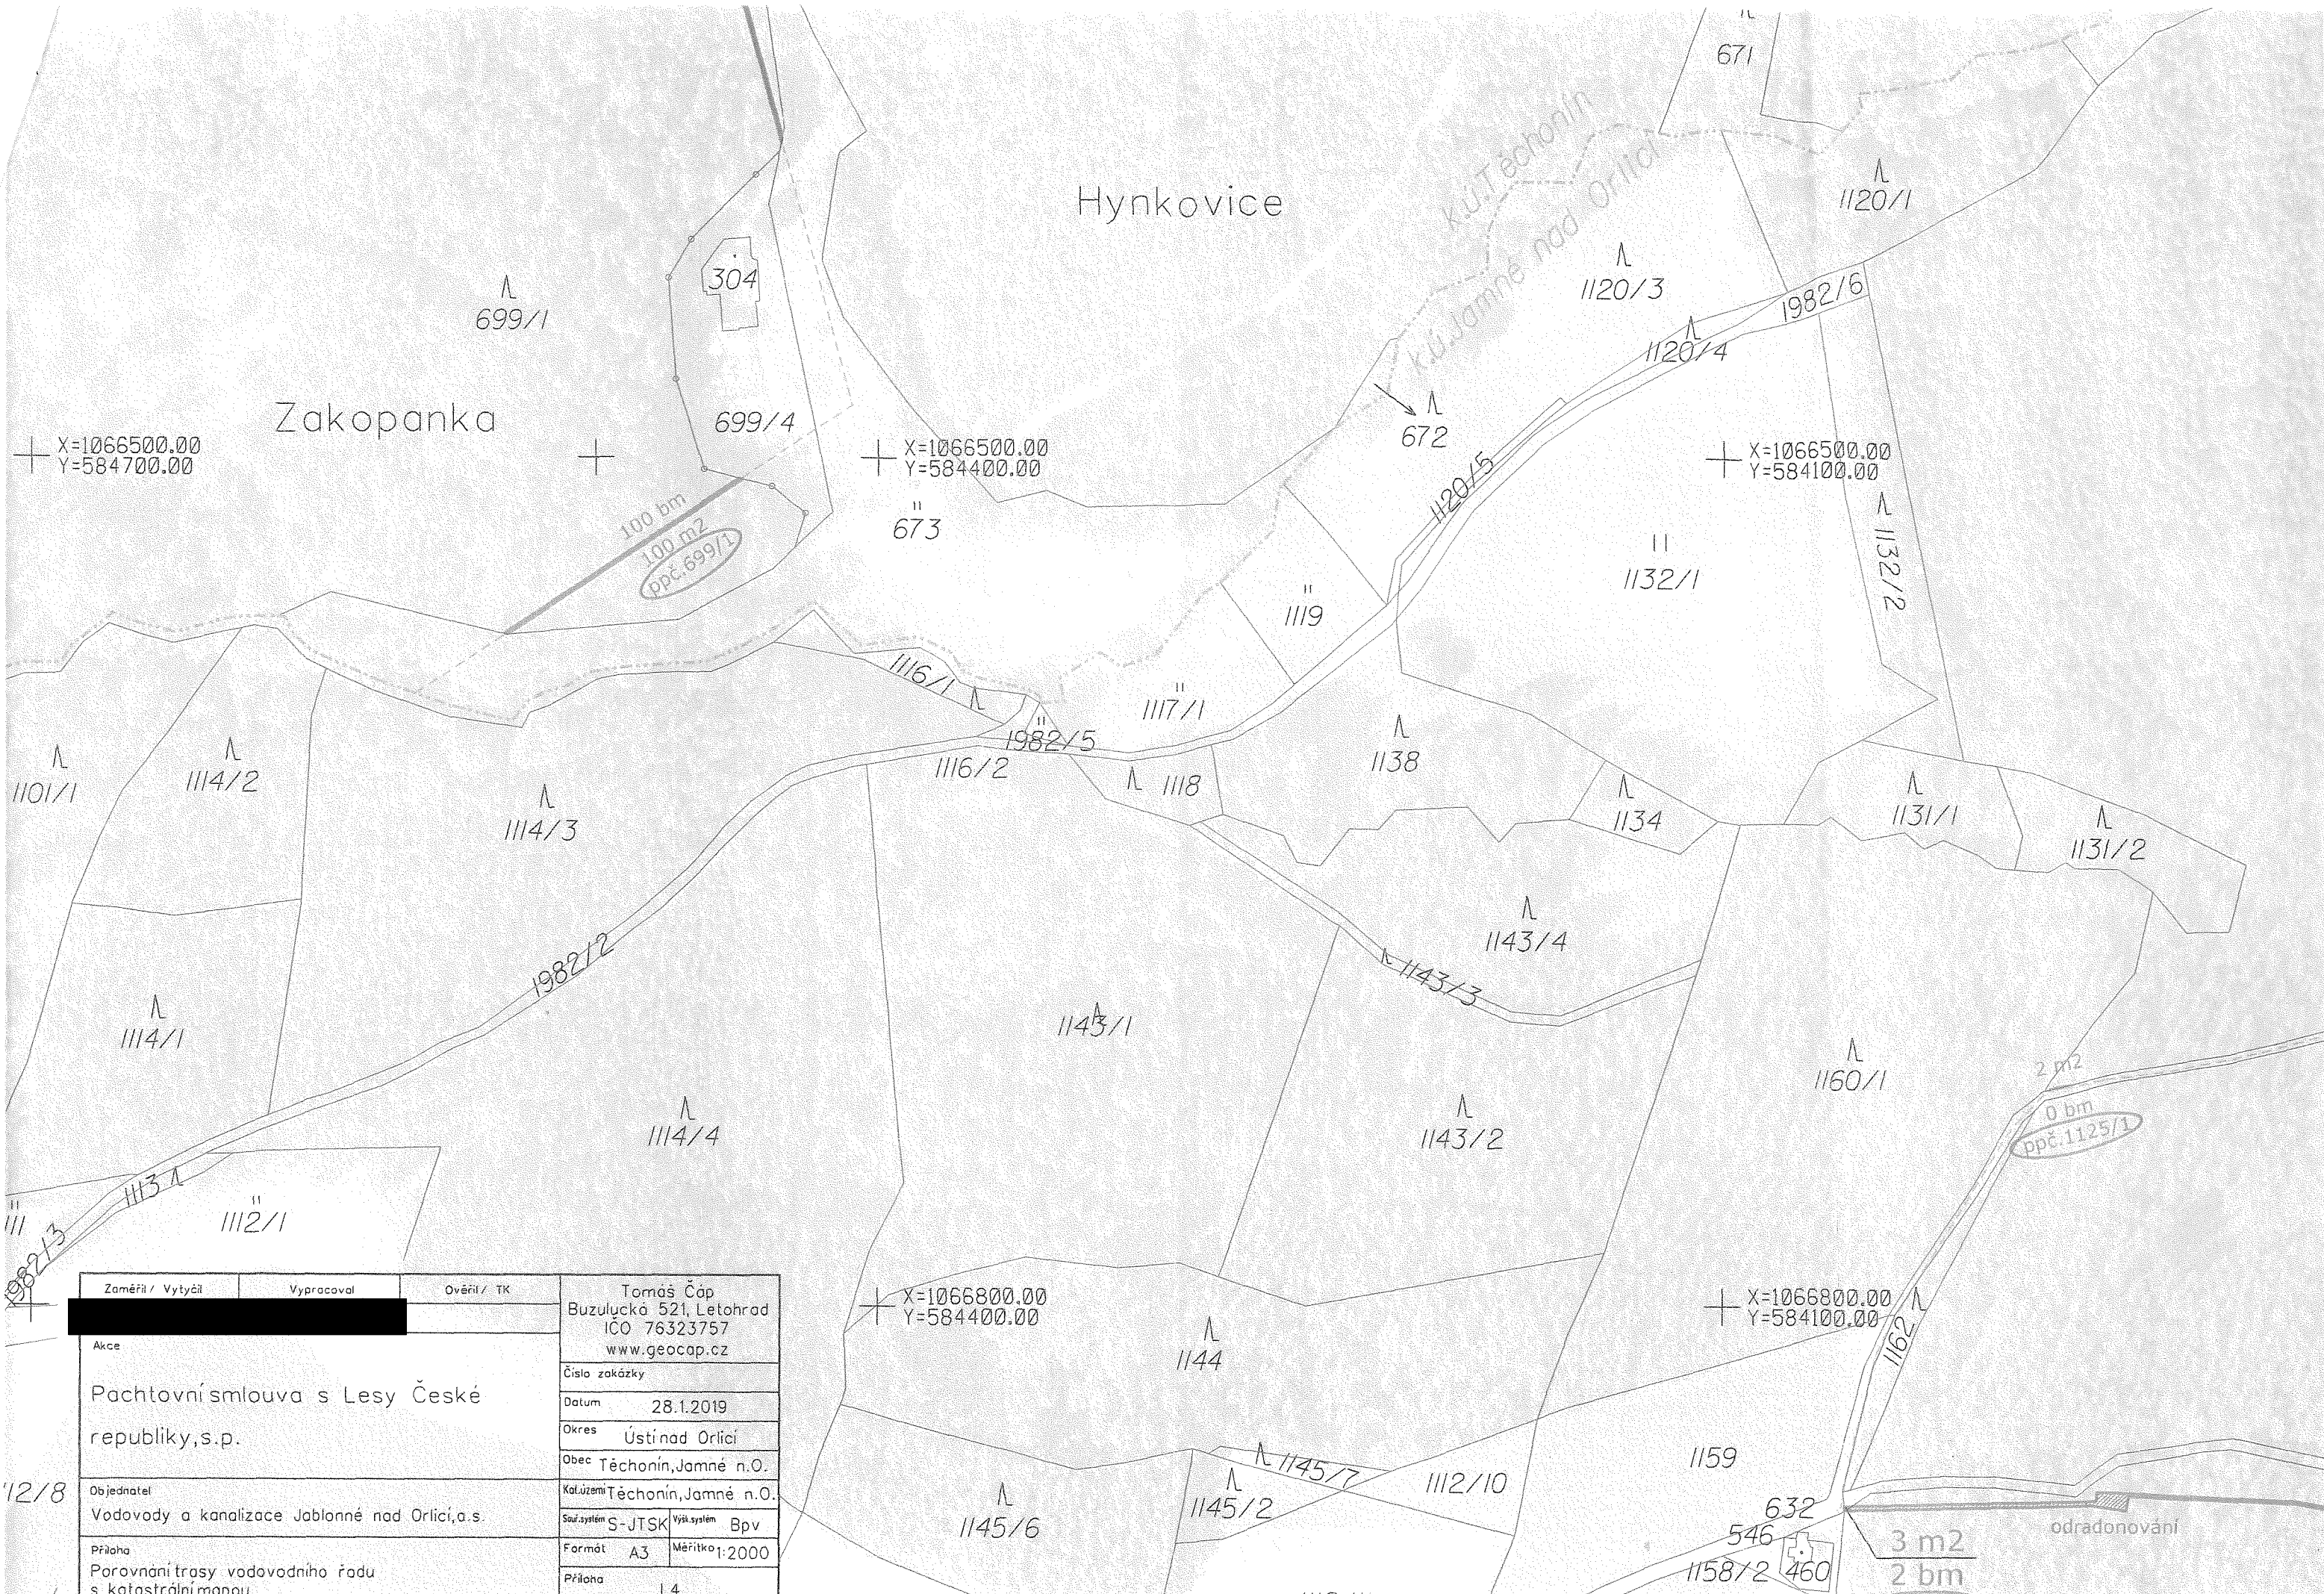 671
k.ú.Těchonín
k.ú.Jamné nad Orlicí
Hynkovice
1120/1
304
699/1
1120/3
1982/6
1120/4
Zakopanka
699/4
672
X=1066500.00
Y=584700.00
X=1066500.00
Y=584400.00
X=1066500.00
Y=584100.00
1120/5
673
100 bm
100 m2
ppč.699/1
1132/1
1132/2
1119
1116/1
1117/1
1982/5
1116/2
1118
1138
1101/1
1114/2
1114/3
1134
1131/1
1131/2
1143/4
1982/2
1143/3
1114/1
1143/1
1160/1
2 m2
0 bm
ppč.1125/1
1114/4
1143/2
1113
1112/1
111
1982/3
X=1066800.00
Y=584400.00
X=1066800.00
Y=584100.00
1162
1144
1159
1145/7
1112/10
1145/2
1145/6
632
546
1158/2
460
odradonování
3 m2
2 bm
112/8
Zaměřil / Vytyčil
Vypracoval
Ověřil / TK
Tomáš Čáp
Buzulucká 521, Letohrad
IČO 76323757
www.geocap.cz
Akce
Pachtovní smlouva s Lesy České
republiky,s.p.
Číslo zakázky
Datum 28.1.2019
Okres Ústí nad Orlicí
Obec Těchonín,Jamné n.O.
Kat.území Těchonín,Jamné n.O.
Objednatel
Vodovody a kanalizace Jablonné nad Orlicí,a.s.
Souř.systém S-JTSK Výšk.systém Bpv
Formát A3 Měřítko 1:2000
Příloha
Porovnání trasy vodovodního řadu
s katastrální mapou
Příloha